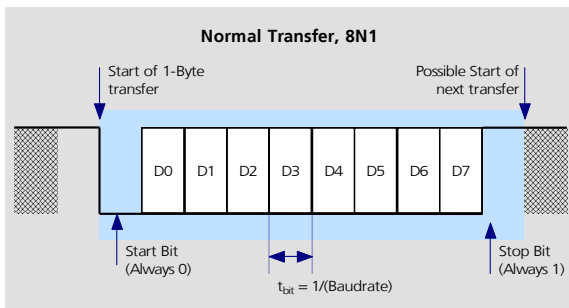 Normal Transfer, 8N1
Start of 1-Byte
transfer
Possible Start of
next transfer
D0 D1 D2 D3 D4 D5 D6 D7
Start Bit
(Always 0)
t_bit = 1/(Baudrate)
Stop Bit
(Always 1)